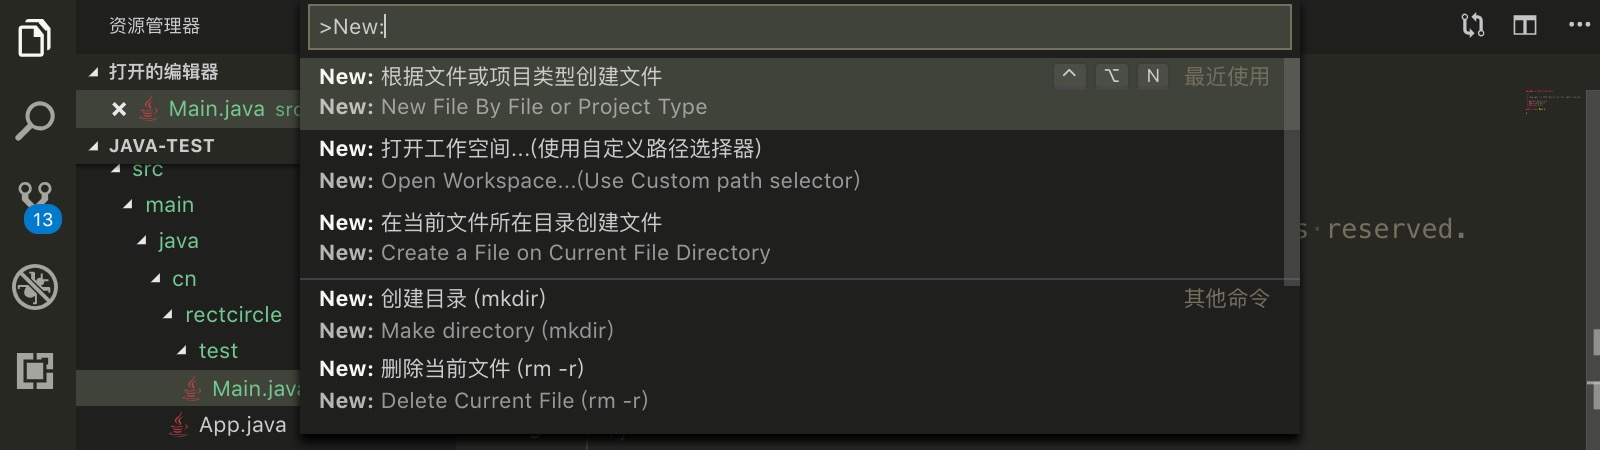 资源管理器
打开的编辑器
Main.java src
JAVA-TEST
src
main
java
cn
rectcircle
test
Main.java
App.java
13
>New:
New: 根据文件或项目类型创建文件 ^ ⌥ N 最近使用
New: New File By File or Project Type
New: 打开工作空间...(使用自定义路径选择器)
New: Open Workspace...(Use Custom path selector)
New: 在当前文件所在目录创建文件
New: Create a File on Current File Directory
New: 创建目录 (mkdir) 其他命令
New: Make directory (mkdir)
New: 删除当前文件 (rm -r)
New: Delete Current File (rm -r)
s·reserved.